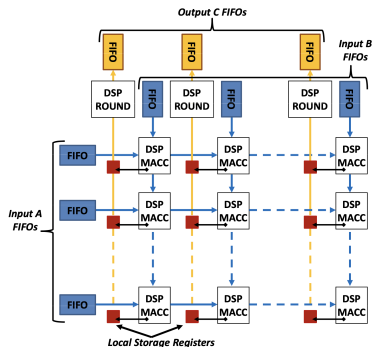 Output C FIFOs
FIFO
FIFO
FIFO
Input B
FIFOs
DSP
ROUND
FIFO
DSP
ROUND
FIFO
DSP
ROUND
FIFO
Input A
FIFOs
FIFO
DSP
MACC
DSP
MACC
DSP
MACC
FIFO
DSP
MACC
DSP
MACC
DSP
MACC
FIFO
DSP
MACC
DSP
MACC
DSP
MACC
Local Storage Registers